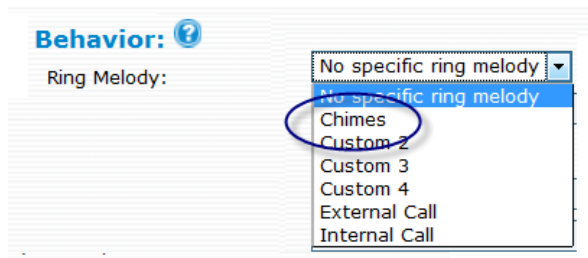 Behavior: ?
Ring Melody:
No specific ring melody
No specific ring melody
Chimes
Custom 2
Custom 3
Custom 4
External Call
Internal Call